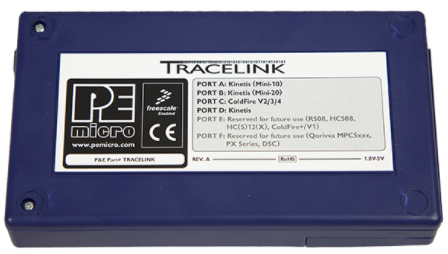 TRACELINK
PE
micro
www.pemicro.com
freescale
Enabled
CE
PORT A: Kinetis (Mini-10)
PORT B: Kinetis (Mini-20)
PORT C: ColdFire V2/3/4
PORT D: Kinetis
PORT E: Reserved for future use (RS08, HCS08,
HC(S)12(X), ColdFire+/V1)
PORT F: Reserved for future use (Qorivva MPC5xxx,
PX Series, DSC)
P&E Part# TRACELINK
REV. A
RoHS
1.8V-5V